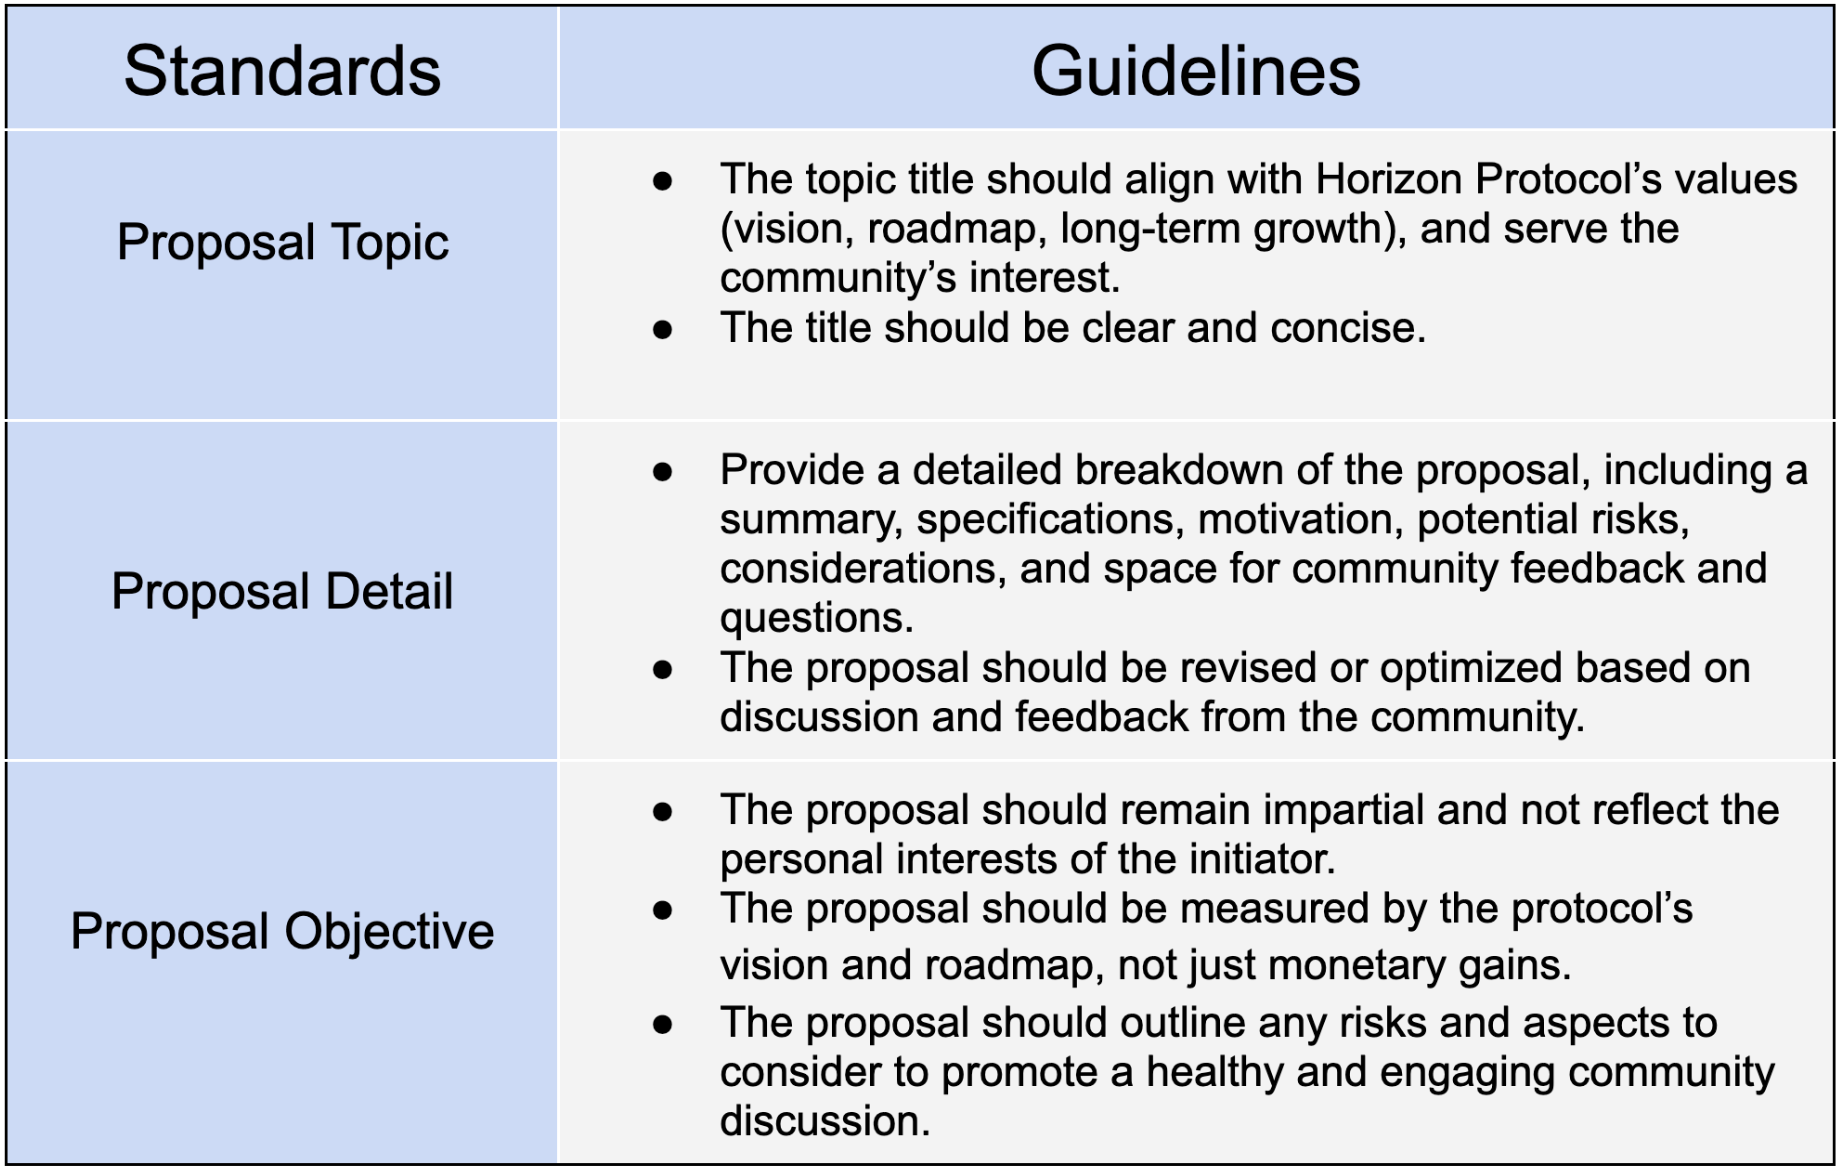 Standards
Guidelines
Proposal Topic
● The topic title should align with Horizon Protocol’s values
(vision, roadmap, long-term growth), and serve the
community’s interest.
● The title should be clear and concise.
Proposal Detail
● Provide a detailed breakdown of the proposal, including a
summary, specifications, motivation, potential risks,
considerations, and space for community feedback and
questions.
● The proposal should be revised or optimized based on
discussion and feedback from the community.
Proposal Objective
● The proposal should remain impartial and not reflect the
personal interests of the initiator.
● The proposal should be measured by the protocol’s
vision and roadmap, not just monetary gains.
● The proposal should outline any risks and aspects to
consider to promote a healthy and engaging community
discussion.